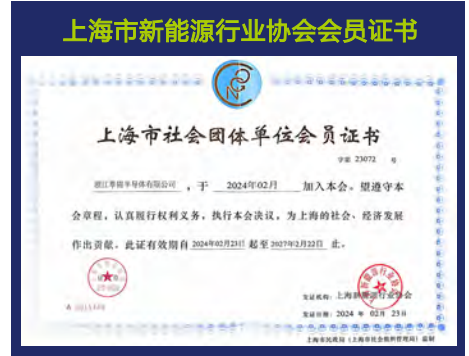 上海市新能源行业协会会员证书
上海市社会团体单位会员证书
字第 23072 号
半导体有限公司 ，于 2024年02月 加入本会。望遵守本
会章程，认真履行权利义务，执行本会决议，为上海的社会、经济发展
作出贡献。此证有效期自 2024年02月23日 起至 2027年2月22日 止。
发证机构：上海新能源行业协会
发证日期：2024 年 02月 23日
上海市民政局（上海市社会组织管理局）监制